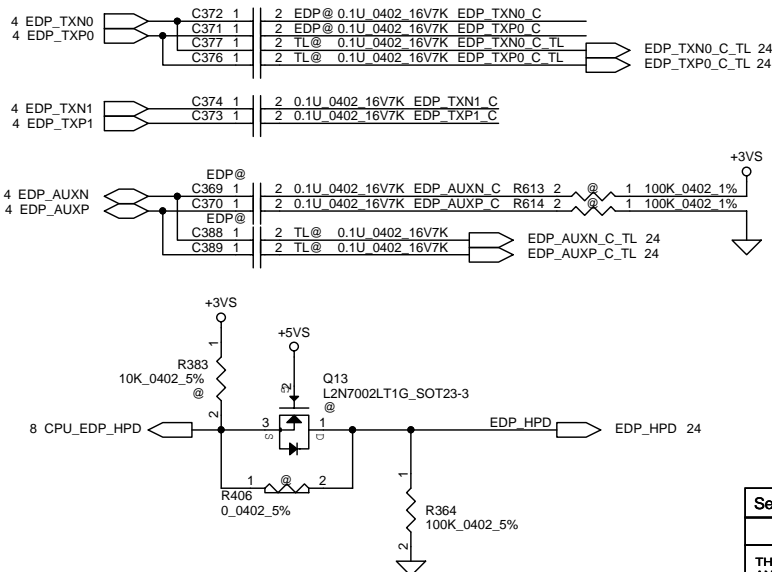 4 EDP_TXN0 C372 1 2 EDP@ 0.1U_0402_16V7K EDP_TXN0_C
4 EDP_TXP0 C371 1 2 EDP@ 0.1U_0402_16V7K EDP_TXP0_C
C377 1 2 TL@ 0.1U_0402_16V7K EDP_TXN0_C_TL EDP_TXN0_C_TL 24
C376 1 2 TL@ 0.1U_0402_16V7K EDP_TXP0_C_TL EDP_TXP0_C_TL 24
4 EDP_TXN1 C374 1 2 0.1U_0402_16V7K EDP_TXN1_C
4 EDP_TXP1 C373 1 2 0.1U_0402_16V7K EDP_TXP1_C
+3VS
EDP@
4 EDP_AUXN C369 1 2 0.1U_0402_16V7K EDP_AUXN_C R613 2 @ 1 100K_0402_1%
4 EDP_AUXP C370 1 2 0.1U_0402_16V7K EDP_AUXP_C R614 2 @ 1 100K_0402_1%
EDP@
C388 1 2 TL@ 0.1U_0402_16V7K EDP_AUXN_C_TL 24
C389 1 2 TL@ 0.1U_0402_16V7K EDP_AUXP_C_TL 24
+3VS
+5VS
1
R383
10K_0402_5%
@
2
2
G
Q13
L2N7002LT1G_SOT23-3
@
8 CPU_EDP_HPD 3 S D 1 EDP_HPD EDP_HPD 24
1 @ 2
R406
0_0402_5%
1
R364
100K_0402_5%
2
Se
TH